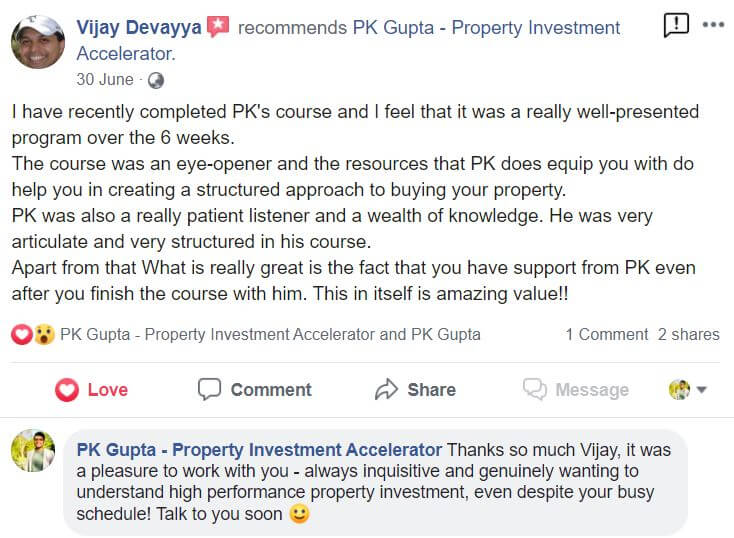 Vijay Devayya recommends PK Gupta - Property Investment
Accelerator.
30 June ·
I have recently completed PK's course and I feel that it was a really well-presented
program over the 6 weeks.
The course was an eye-opener and the resources that PK does equip you with do
help you in creating a structured approach to buying your property.
PK was also a really patient listener and a wealth of knowledge. He was very
articulate and very structured in his course.
Apart from that What is really great is the fact that you have support from PK even
after you finish the course with him. This in itself is amazing value!!
PK Gupta - Property Investment Accelerator and PK Gupta 1 Comment 2 shares
Love Comment Share Message
PK Gupta - Property Investment Accelerator Thanks so much Vijay, it was
a pleasure to work with you - always inquisitive and genuinely wanting to
understand high performance property investment, even despite your busy
schedule! Talk to you soon 🙂